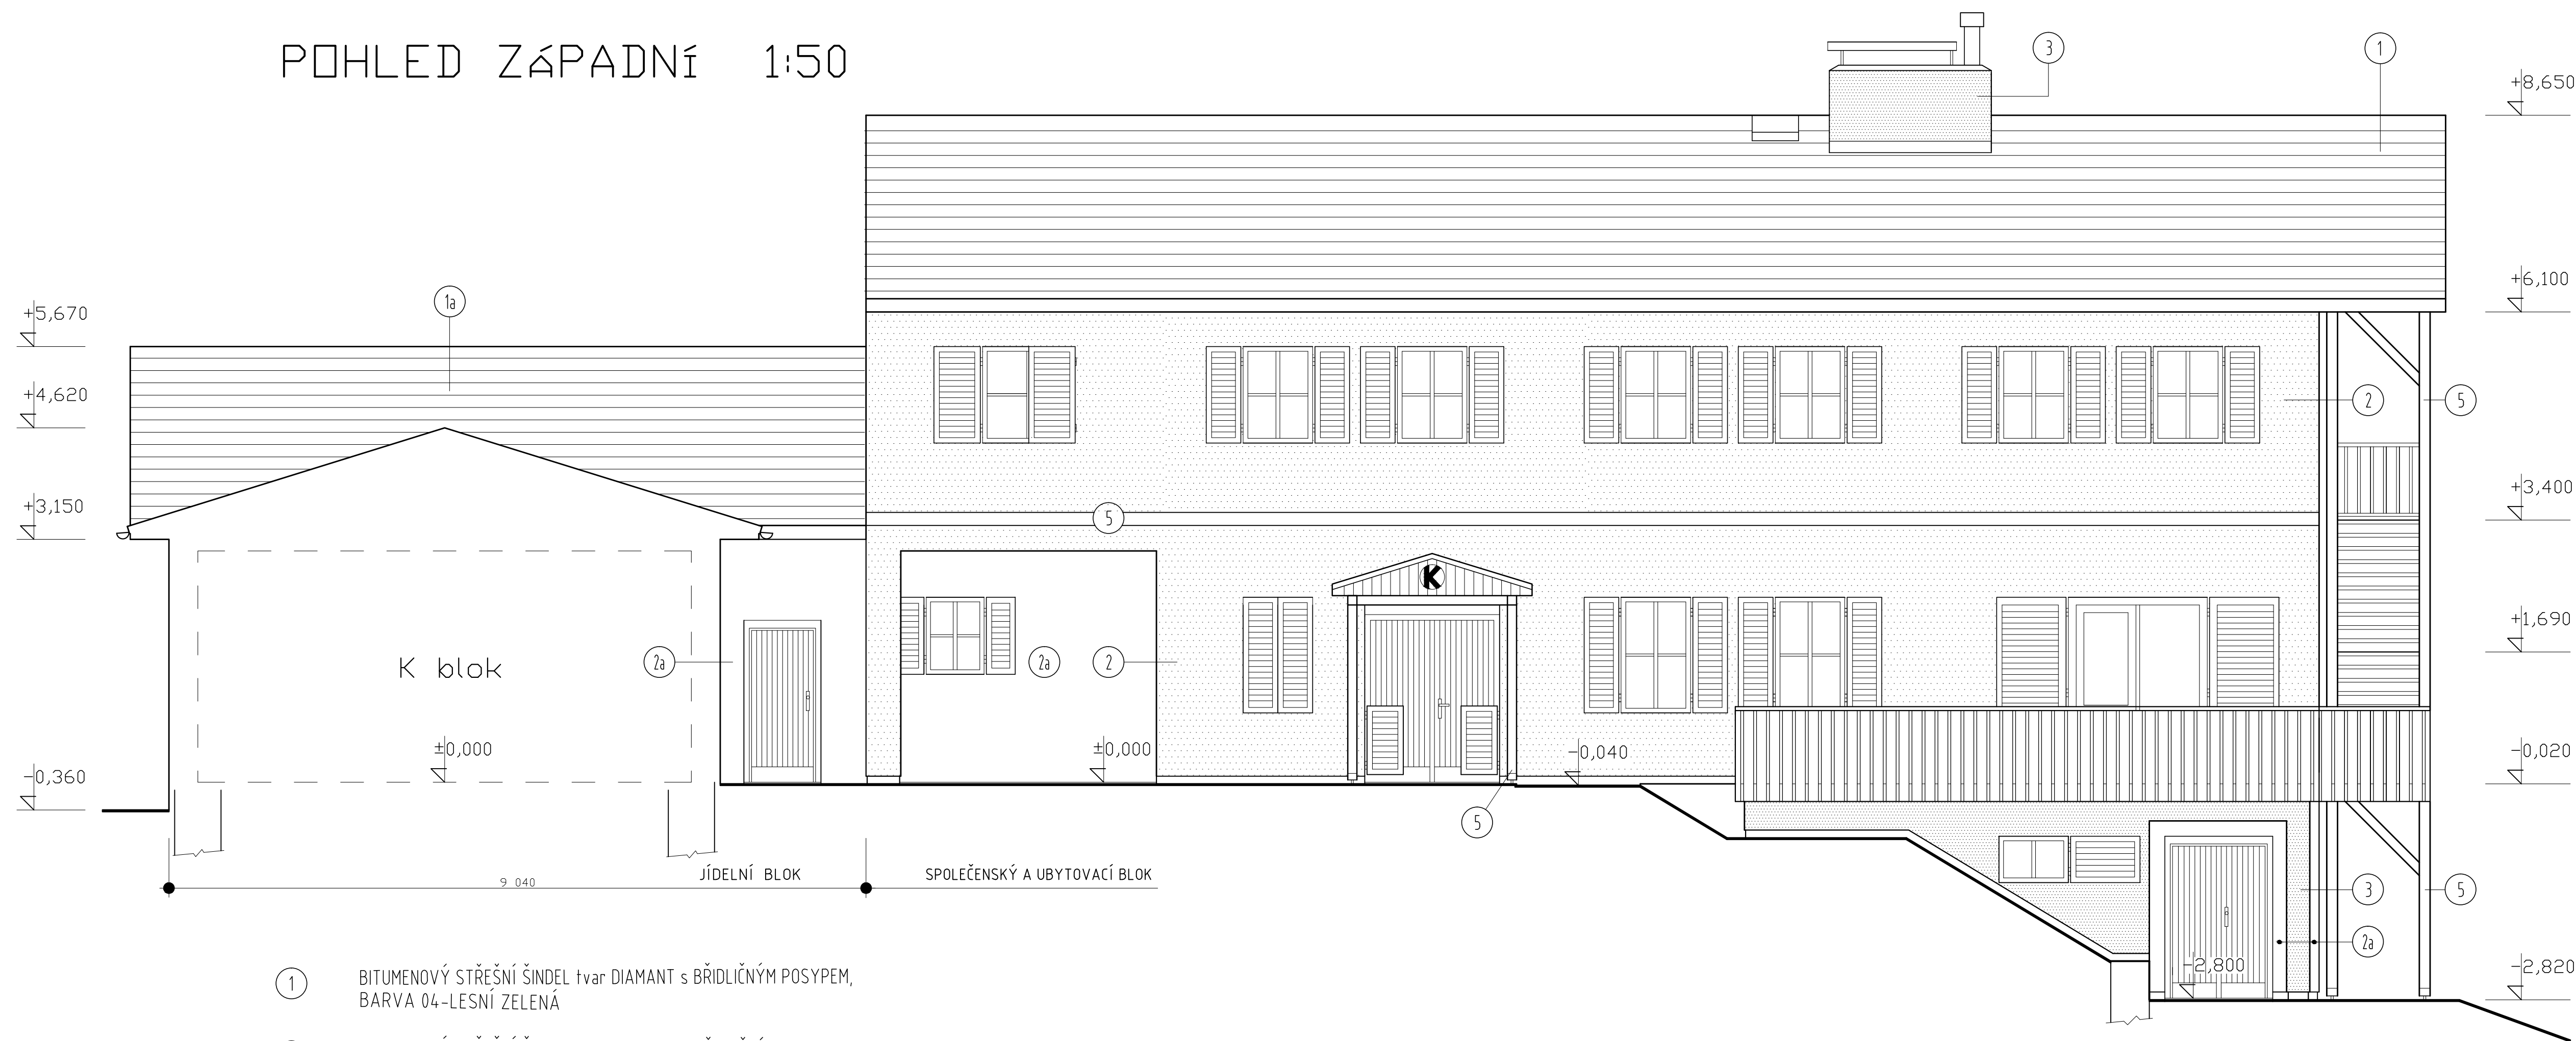 POHLED ZÁPADNÍ 1:50
3
1
+8,650
+6,100
1a
+5,670
+4,620
2
5
+3,150
5
+3,400
K
+1,690
K blok
2a
2a
2
±0,000
±0,000
-0,040
-0,020
-0,360
5
JÍDELNÍ BLOK
SPOLEČENSKÝ A UBYTOVACÍ BLOK
9 040
3
5
2a
-2,800
-2,820
1
BITUMENOVÝ STŘEŠNÍ ŠINDEL tvar DIAMANT s BŘIDLIČNÝM POSYPEM,
BARVA 04-LESNÍ ZELENÁ